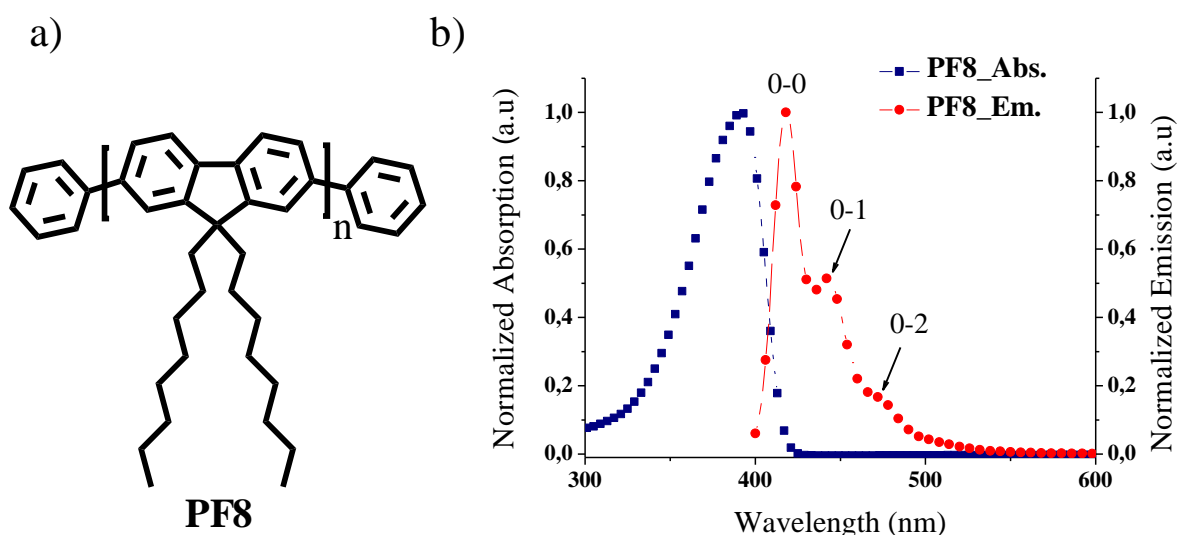 a)
n
PF8
b)
PF8_Abs.
PF8_Em.
0-0
0-1
0-2
Normalized Absorption (a.u)
1,0
0,8
0,6
0,4
0,2
0,0
Normalized Emission (a.u)
1,0
0,8
0,6
0,4
0,2
0,0
300 400 500 600
Wavelength (nm)